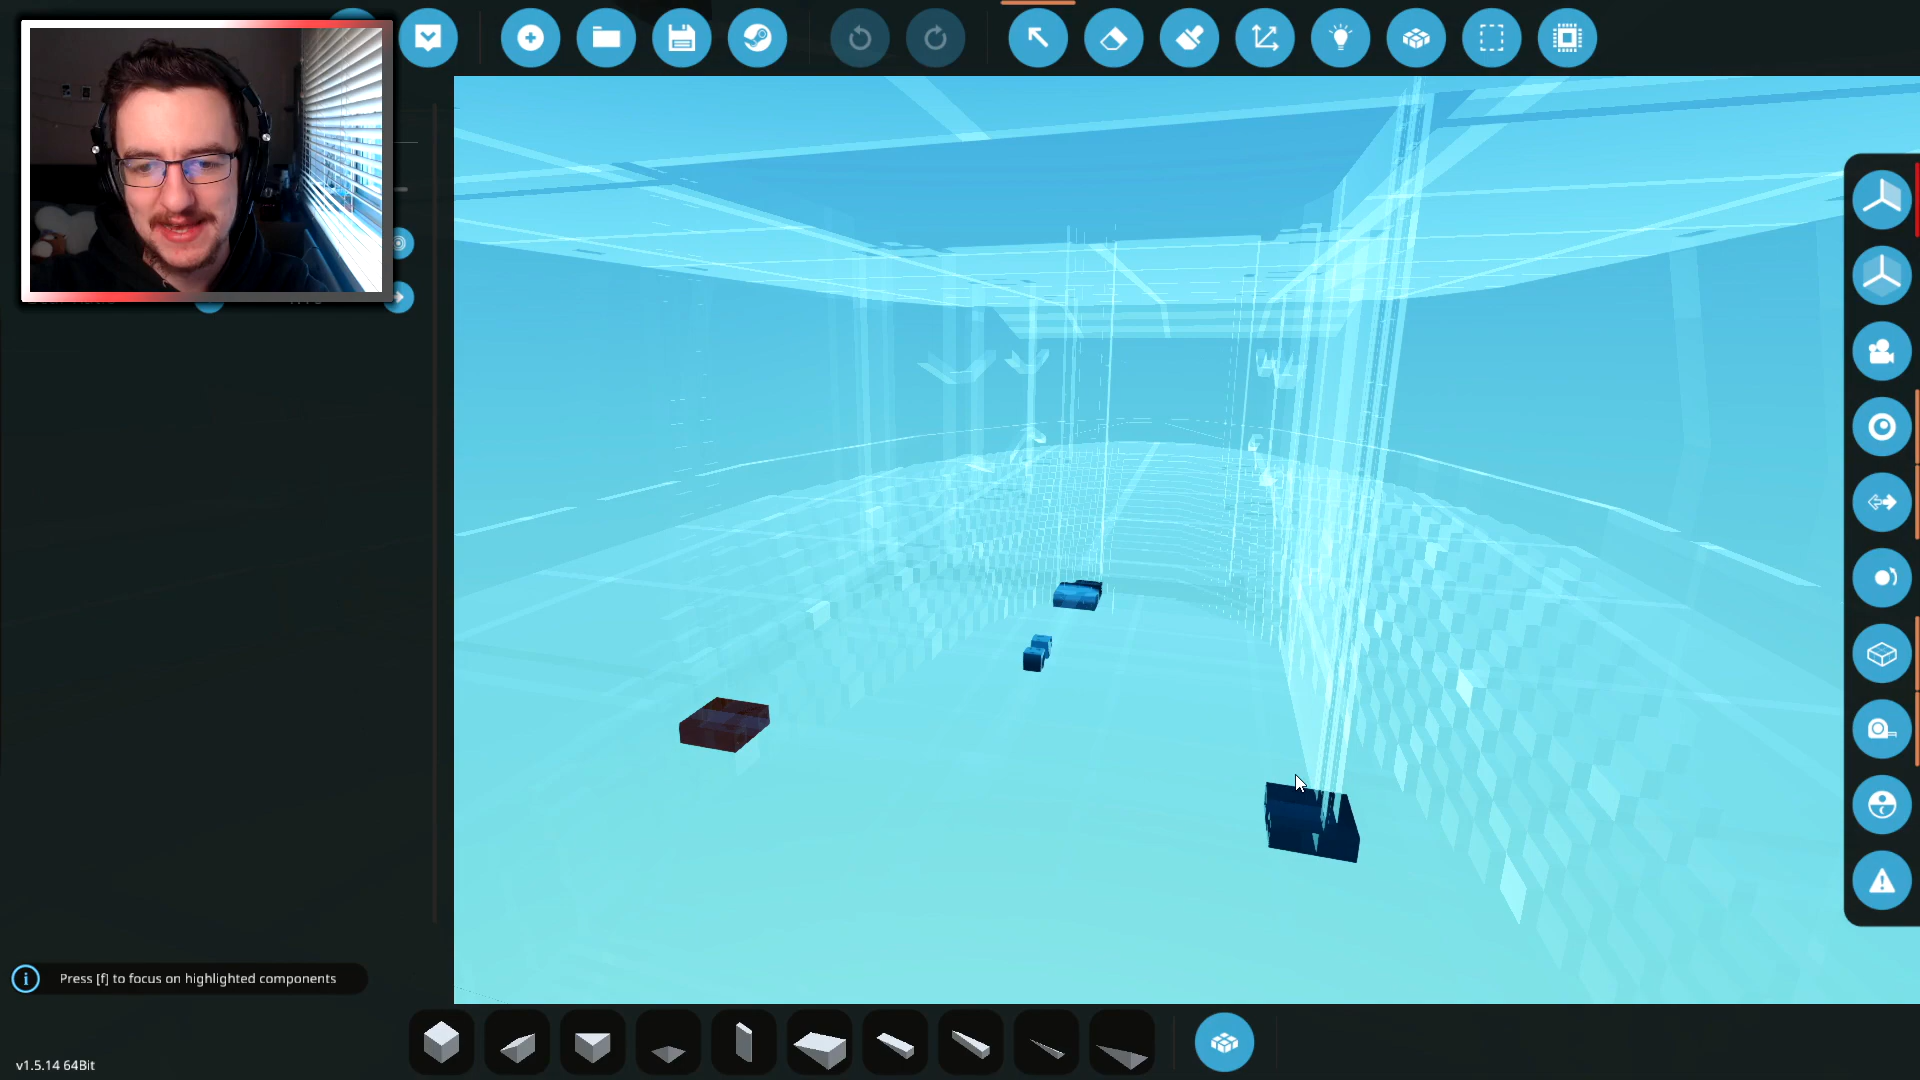 Press [f] to focus on highlighted components
v1.5.14 64Bit